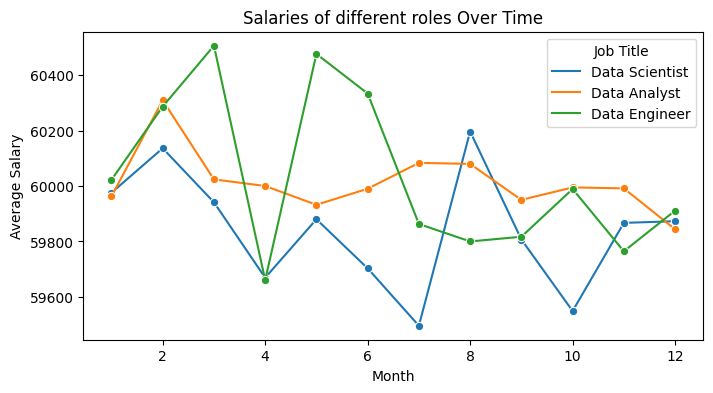 Salaries of different roles Over Time
Job Title
Data Scientist
Data Analyst
Data Engineer
Average Salary
60400
60200
60000
59800
59600
2 4 6 8 10 12
Month